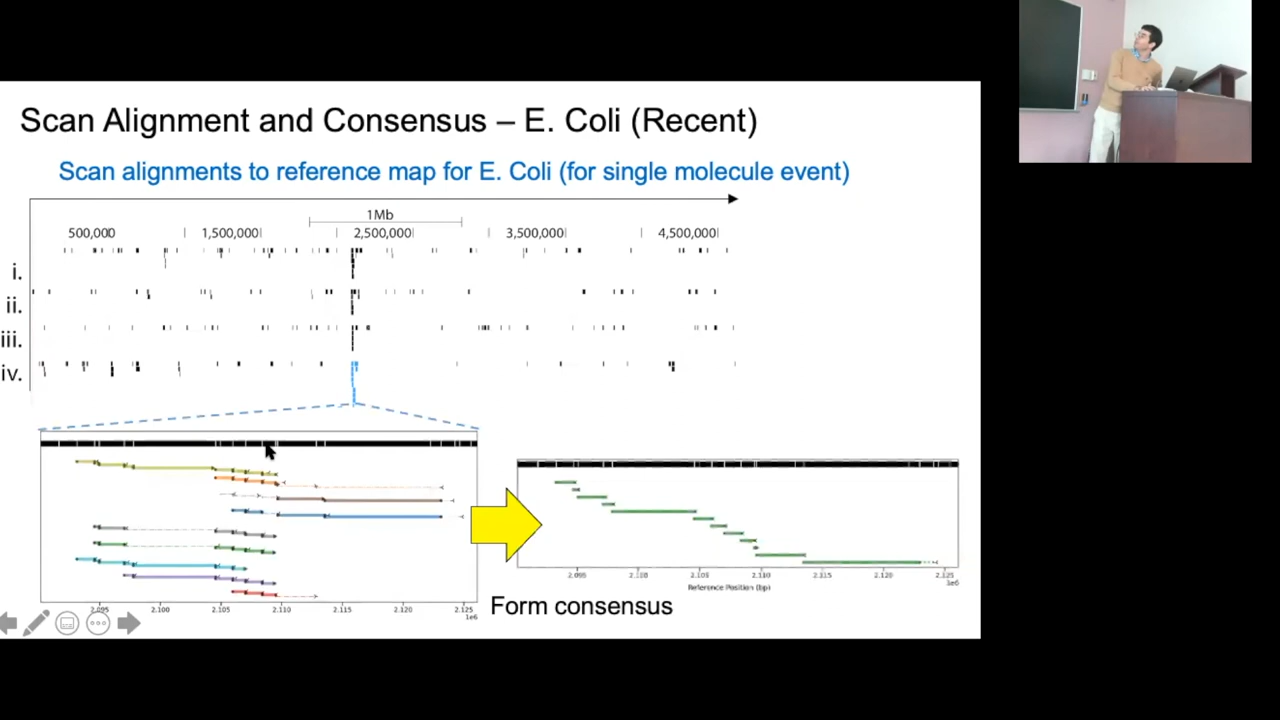 Scan Alignment and Consensus – E. Coli (Recent)
Scan alignments to reference map for E. Coli (for single molecule event)
1Mb
500,000 1,500,000 2,500,000 3,500,000 4,500,000
i.
ii.
iii.
iv.
2.095 2.100 2.105 2.110 2.115 2.120 2.125
1e6
2.095 2.100 2.105 2.110 2.115 2.120 2.125
1e6
Reference Position (bp)
Form consensus